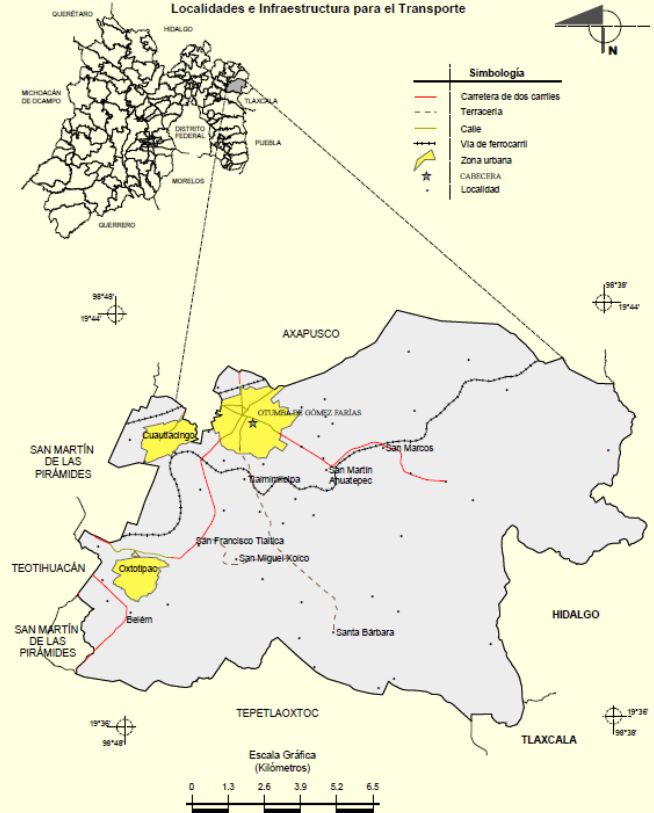 Localidades e Infraestructura para el Transporte
QUERÉTARO
HIDALGO
MICHOACÁN
DE OCAMPO
TLAXCALA
DISTRITO
FEDERAL
PUEBLA
MORELOS
GUERRERO
N
Simbología
Carretera de dos carriles
Terracería
Calle
Vía de ferrocarril
Zona urbana
CABECERA
Localidad
98°48'
19°44'
98°38'
19°44'
AXAPUSCO
OTUMBA DE GÓMEZ FARÍAS
Cuautlacingo
SAN MARTÍN
DE LAS
PIRÁMIDES
San Marcos
San Martín
Ahuatepec
Tlalmimilolpa
San Francisco Tlaltica
San Miguel Xolco
TEOTIHUACÁN
Oxtotipac
HIDALGO
Belém
SAN MARTÍN
DE LAS
PIRÁMIDES
Santa Bárbara
TEPETLAOXTOC
19°36'
98°48'
19°36'
98°38'
TLAXCALA
Escala Gráfica
(Kilómetros)
0 1.3 2.6 3.9 5.2 6.5